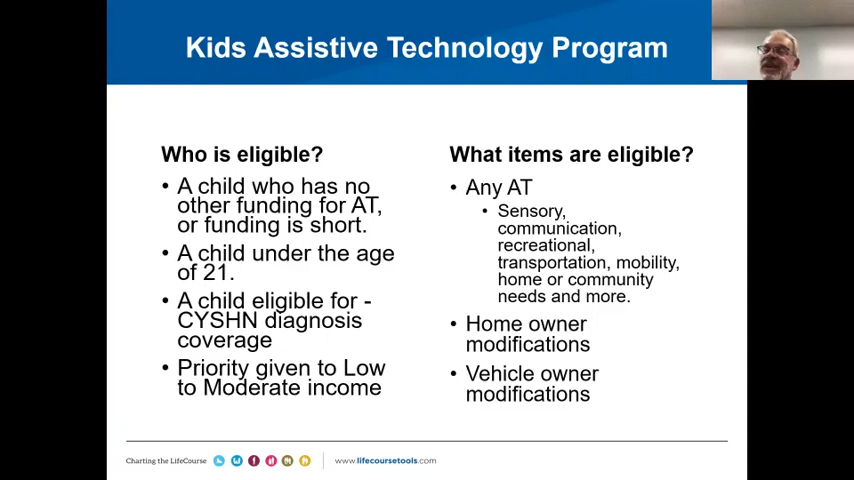 Kids Assistive Technology Program
Who is eligible?
• A child who has no
other funding for AT,
or funding is short.
• A child under the age
of 21.
• A child eligible for -
CYSHN diagnosis
coverage
• Priority given to Low
to Moderate income
What items are eligible?
• Any AT
• Sensory,
communication,
recreational,
transportation, mobility,
home or community
needs and more.
• Home owner
modifications
• Vehicle owner
modifications
Charting the LifeCourse
www.lifecoursetools.com